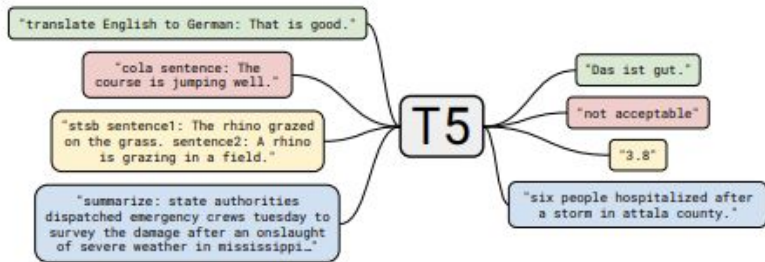 "translate English to German: That is good."
"cola sentence: The
course is jumping well."
"stsb sentence1: The rhino grazed
on the grass. sentence2: A rhino
is grazing in a field."
"summarize: state authorities
dispatched emergency crews tuesday to
survey the damage after an onslaught
of severe weather in mississippi…"
T5
"Das ist gut."
"not acceptable"
"3.8"
"six people hospitalized after
a storm in attala county."